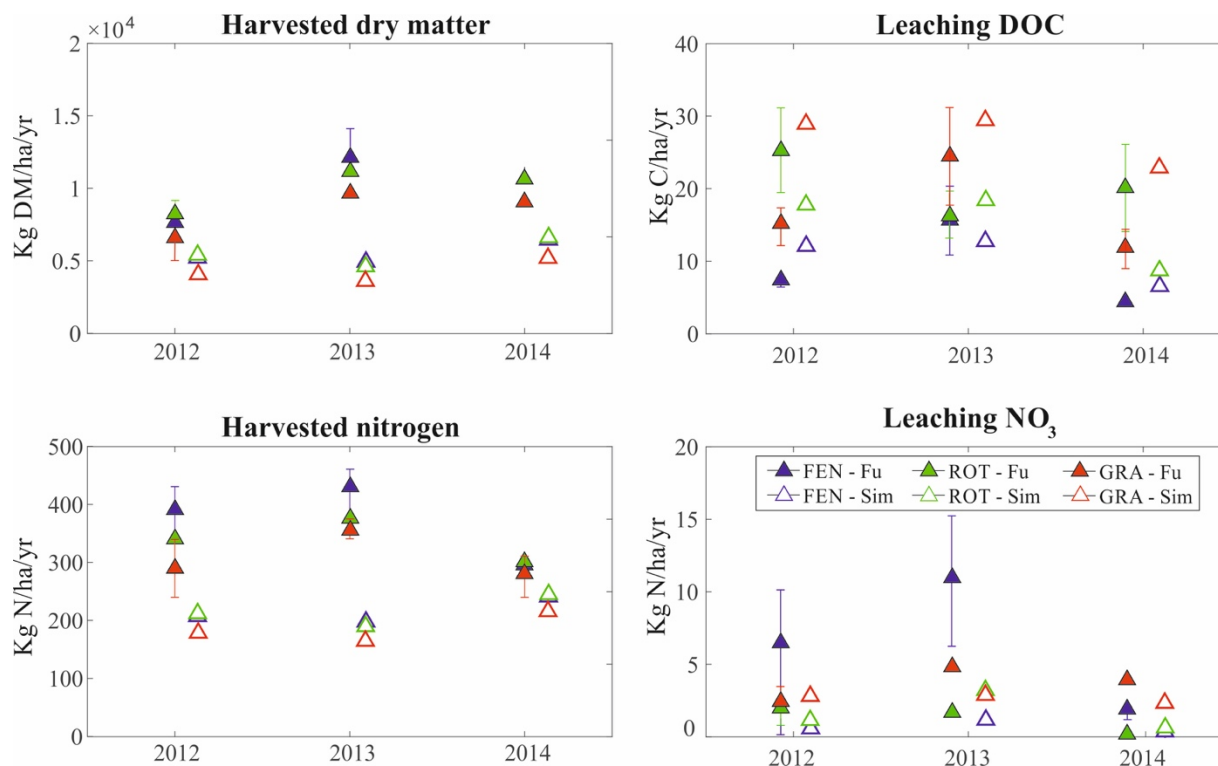 Harvested dry matter
×10⁴
2
1.5
1
0.5
0
Kg DM/ha/yr
2012 2013 2014
Leaching DOC
40
30
20
10
0
Kg C/ha/yr
2012 2013 2014
Harvested nitrogen
500
400
300
200
100
0
Kg N/ha/yr
2012 2013 2014
Leaching NO₃
20
15
10
5
0
Kg N/ha/yr
FEN - Fu ROT - Fu GRA - Fu
FEN - Sim ROT - Sim GRA - Sim
2012 2013 2014